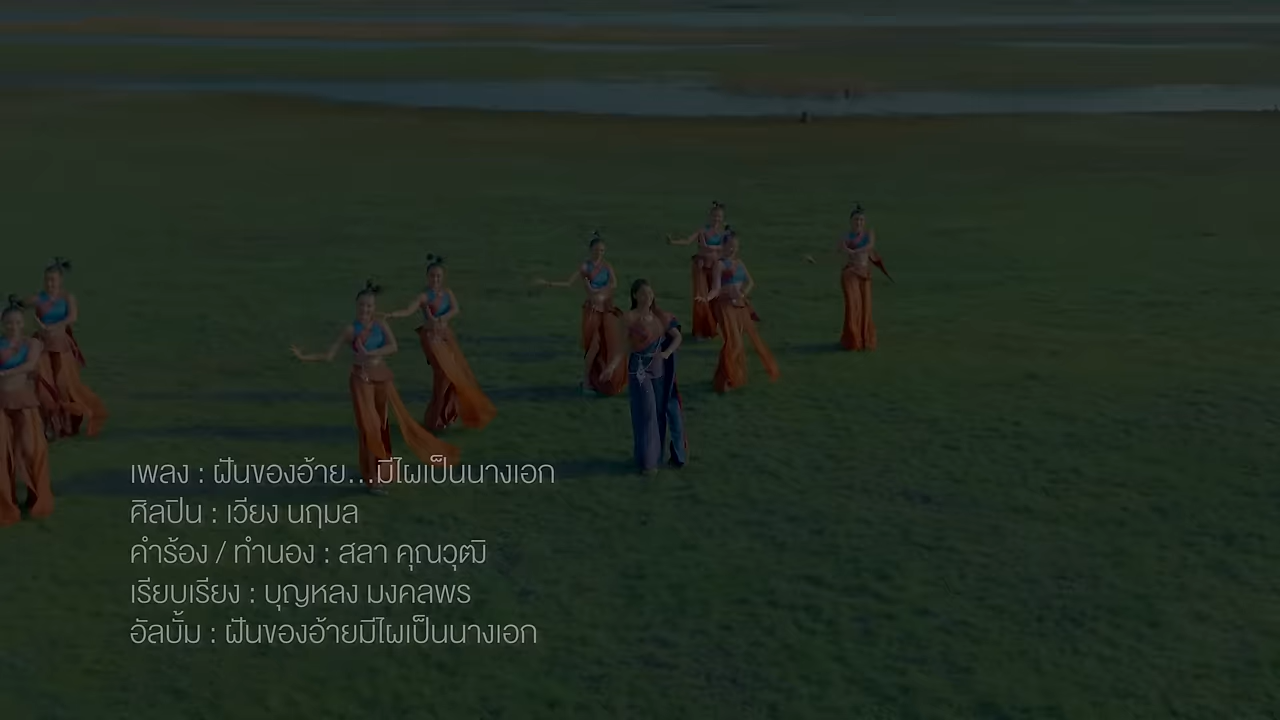 เพลง : ฝันของอ้าย...มีไผเป็นนางเอก
ศิลปิน : เวียง นฤมล
คำร้อง / ทำนอง : สลา คุณวุฒิ
เรียบเรียง : บุญหลง มงคลพร
อัลบั้ม : ฝันของอ้ายมีไผเป็นนางเอก